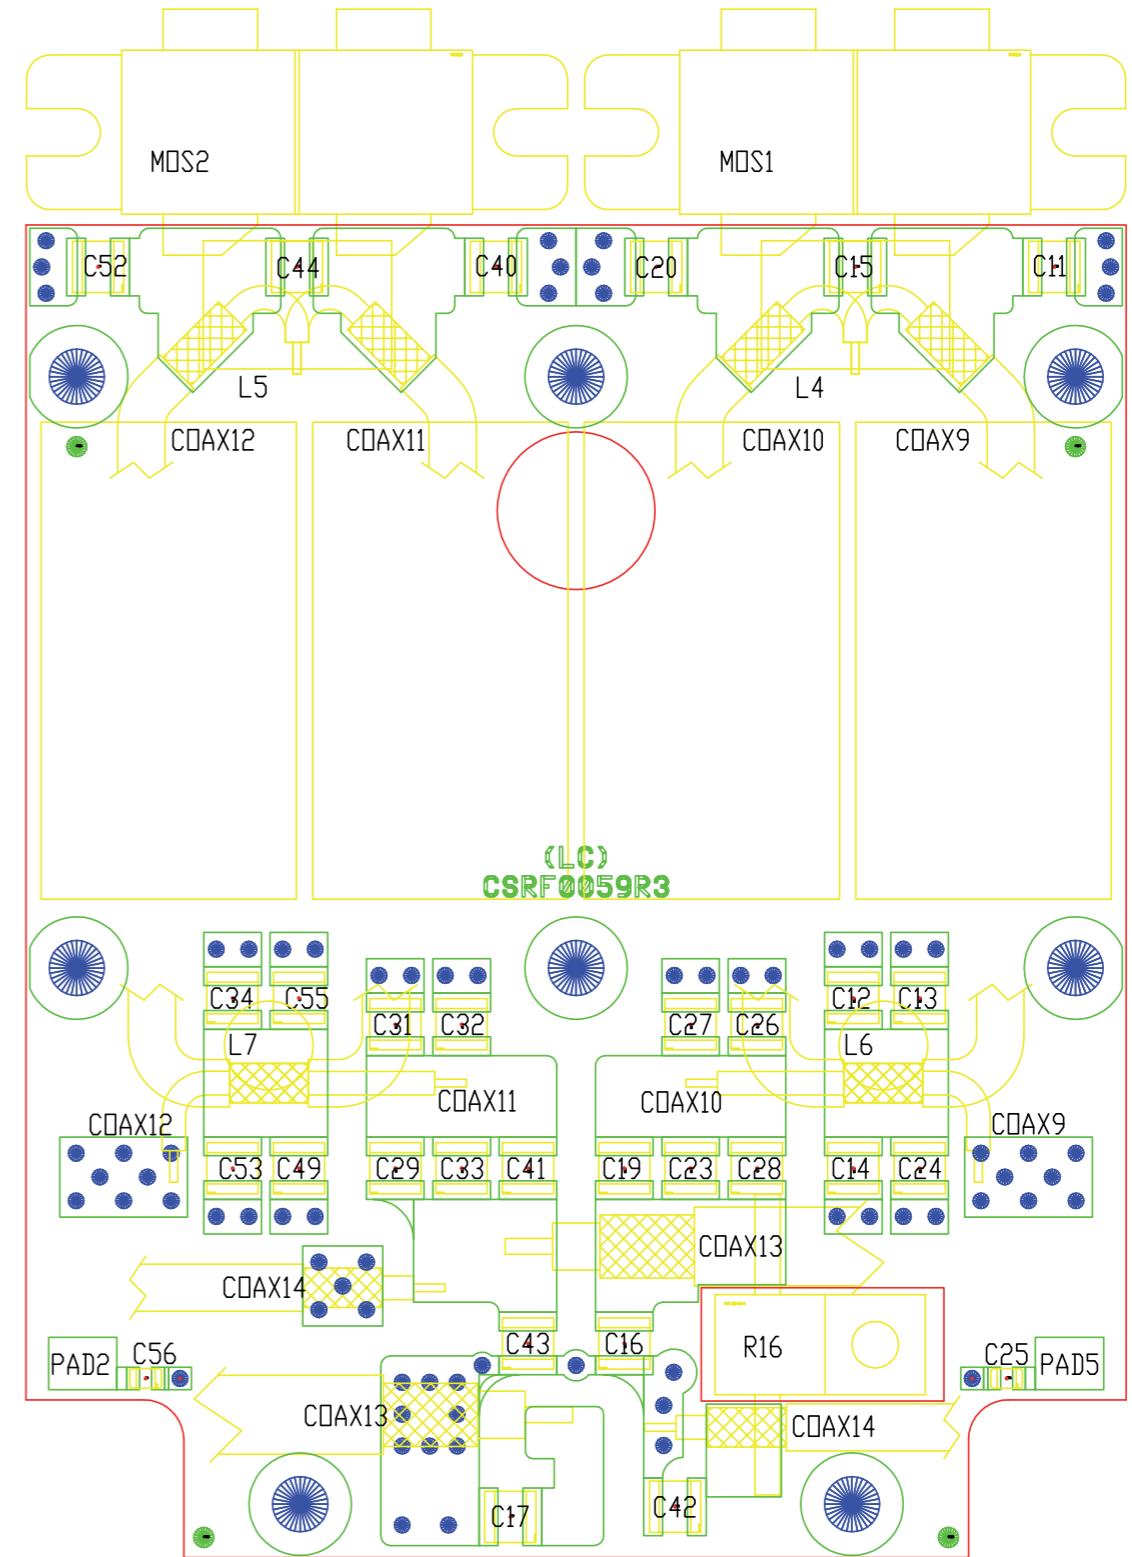 MOS2 MOS1
C52 C44 C40 C20 C15 C11
L5 L4
COAX12 COAX11 COAX10 COAX9
(LC)
CSRF0059R3
C34 C55 C12 C13
C31 C32 C27 C26
L7 L6
COAX11 COAX10
COAX12 COAX9
C53 C49 C29 C33 C41 C19 C23 C28 C14 C24
COAX13
COAX14
C43 C16 R16
PAD2 C56 C25 PAD5
COAX13 COAX14
C17 C42